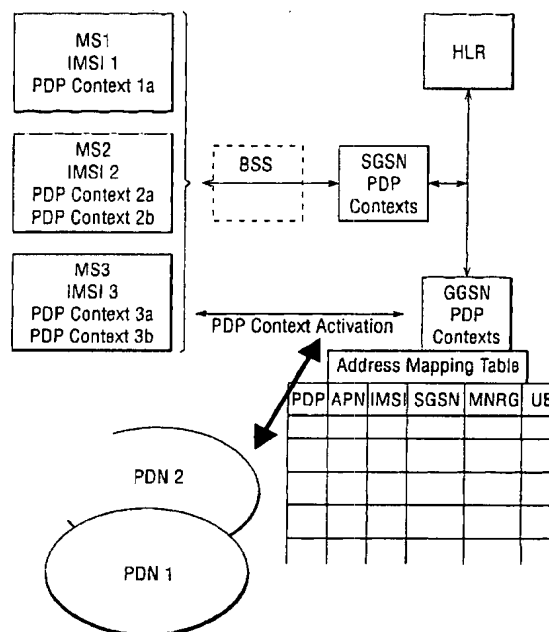 MS1
IMSI 1
PDP Context 1a
MS2
IMSI 2
PDP Context 2a
PDP Context 2b
MS3
IMSI 3
PDP Context 3a
PDP Context 3b
BSS
SGSN
PDP
Contexts
HLR
PDP Context Activation
GGSN
PDP
Contexts
Address Mapping Table
PDP APN IMSI SGSN MNRG
PDN 2
PDN 1